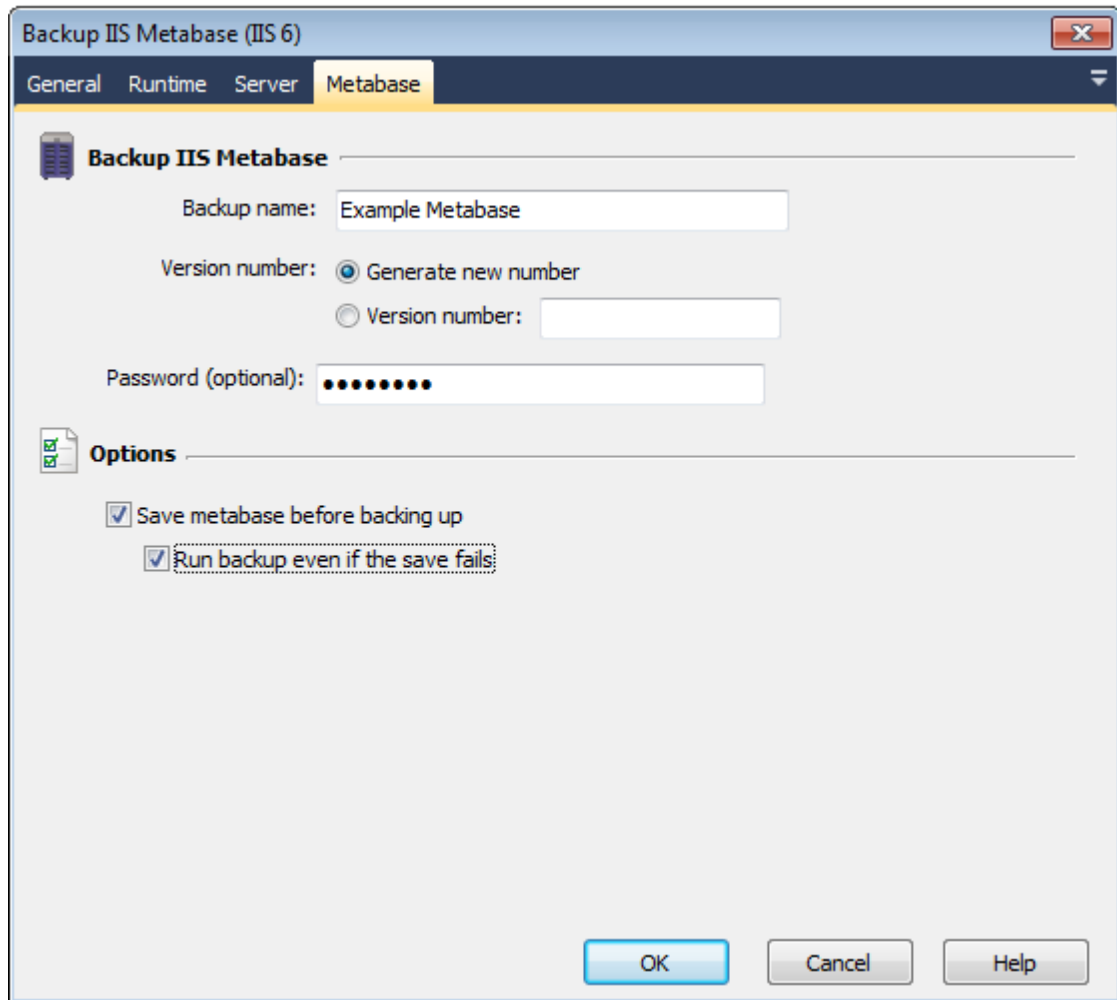 Backup IIS Metabase (IIS 6)
General Runtime Server Metabase
Backup IIS Metabase
Backup name: Example Metabase
Version number: Generate new number
Version number:
Password (optional): ••••••••
Options
Save metabase before backing up
Run backup even if the save fails
OK Cancel Help